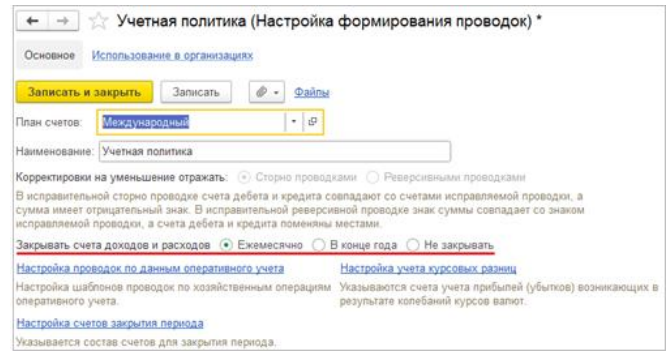 Учетная политика (Настройка формирования проводок) *
Основное Использование в организациях
Записать и закрыть Записать Файлы
План счетов: Международный
Наименование: Учетная политика
Корректировки на уменьшение отражать: Сторно проводками Реверсивными проводками
В исправительной сторно проводке счета дебета и кредита совпадают со счетами исправляемой проводки, а
сумма имеет отрицательный знак. В исправительной реверсивной проводке знак суммы совпадает со знаком
исправляемой проводки, а счета дебета и кредита поменяны местами.
Закрывать счета доходов и расходов Ежемесячно В конце года Не закрывать
Настройка проводок по данным оперативного учета Настройка учета курсовых разниц
Настройка шаблонов проводок по хозяйственным операциям Указываются счета учета прибылей (убытков) возникающих в
оперативного учета. результате колебаний курсов валют.
Настройка счетов закрытия периода
Указывается состав счетов для закрытия периода.